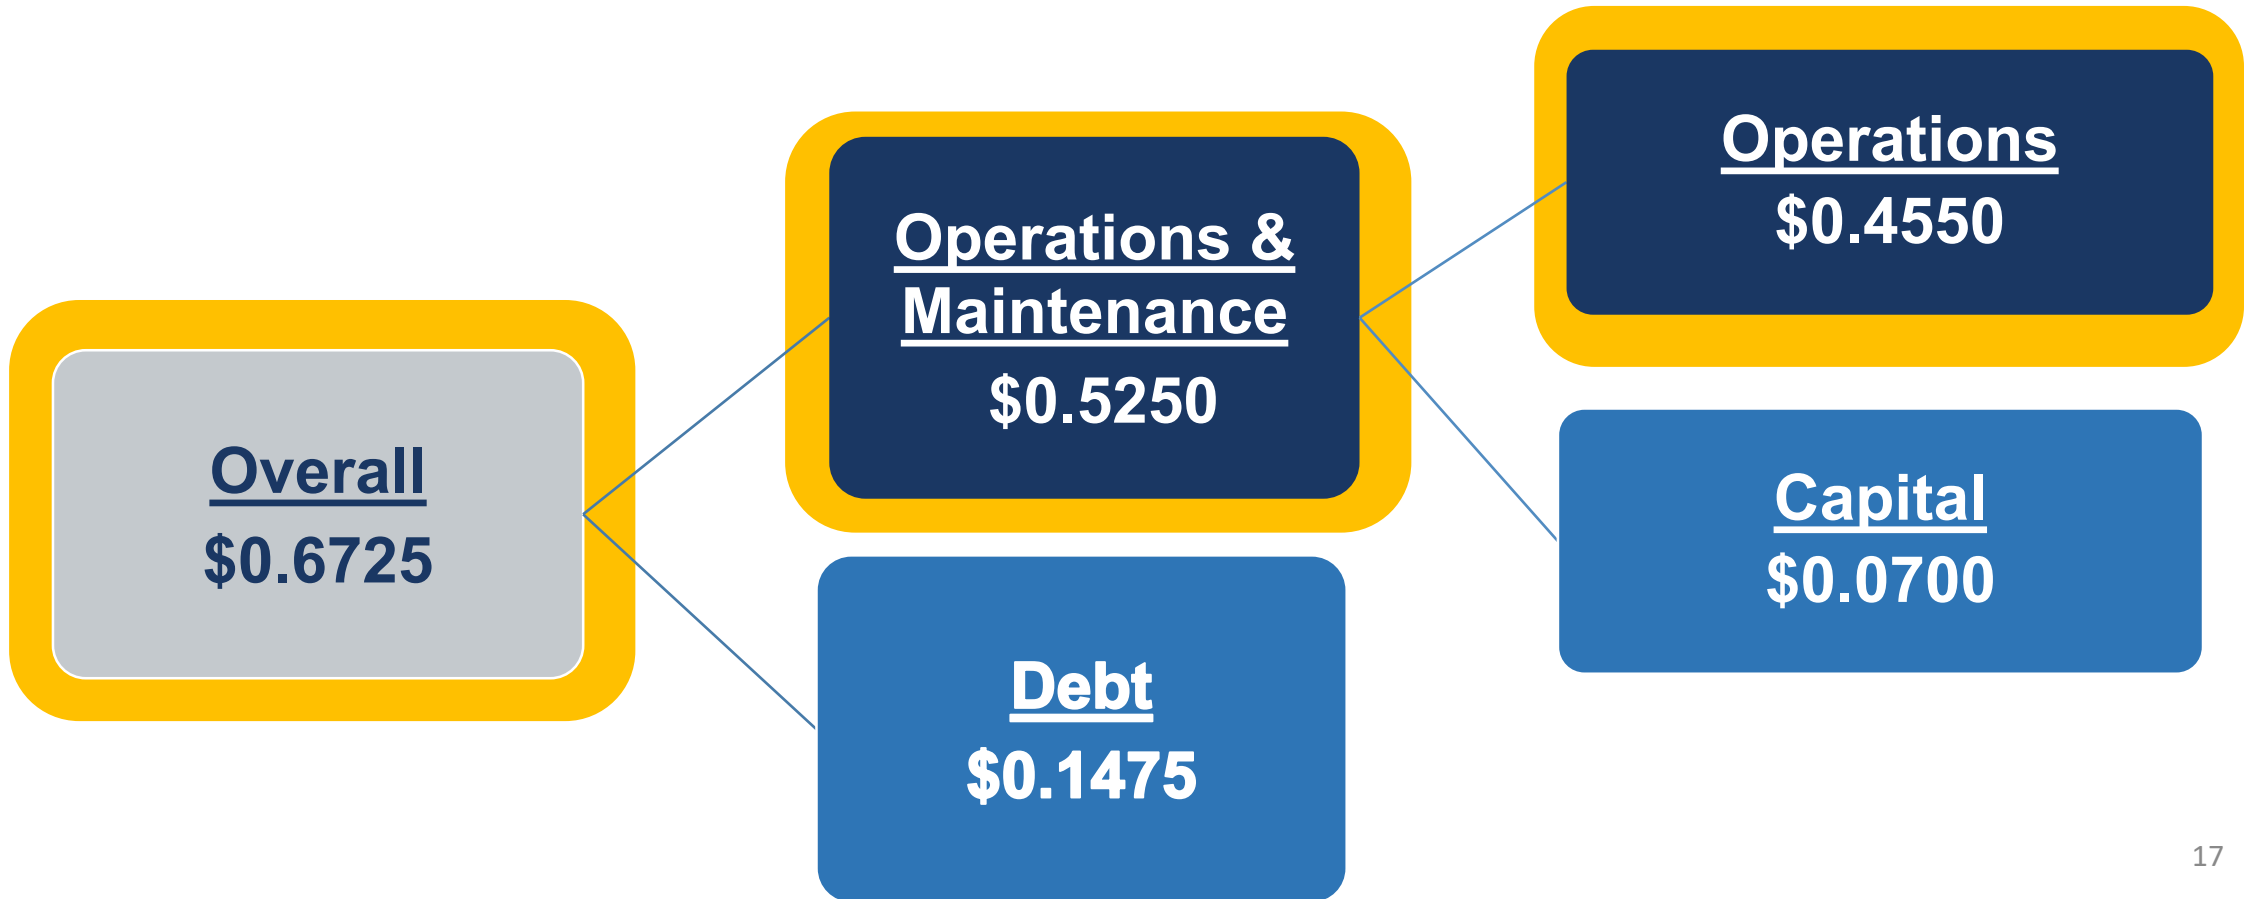 Overall
$0.6725
Operations &
Maintenance
$0.5250
Debt
$0.1475
Operations
$0.4550
Capital
$0.0700
17